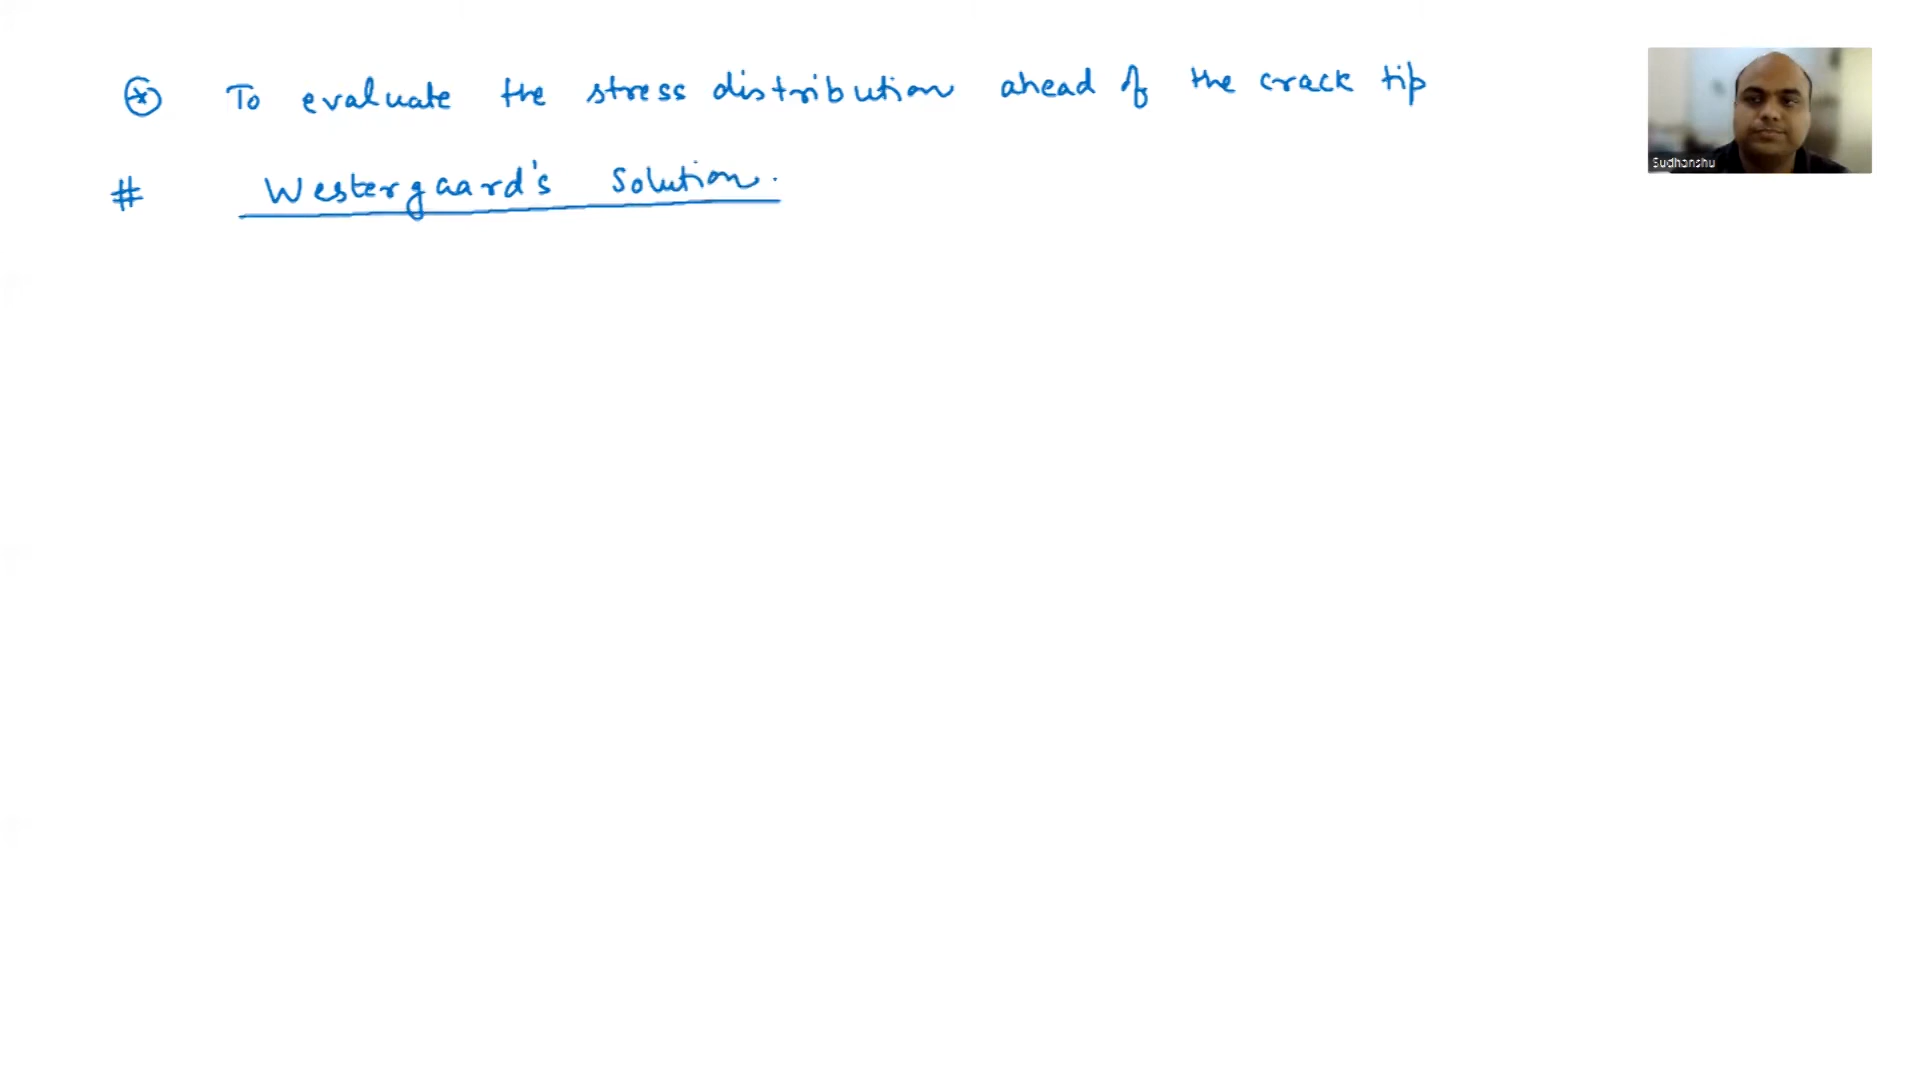 ⊛ To evaluate the stress distribution ahead of the crack tip
# Westergaard's Solution.
Sudhanshu